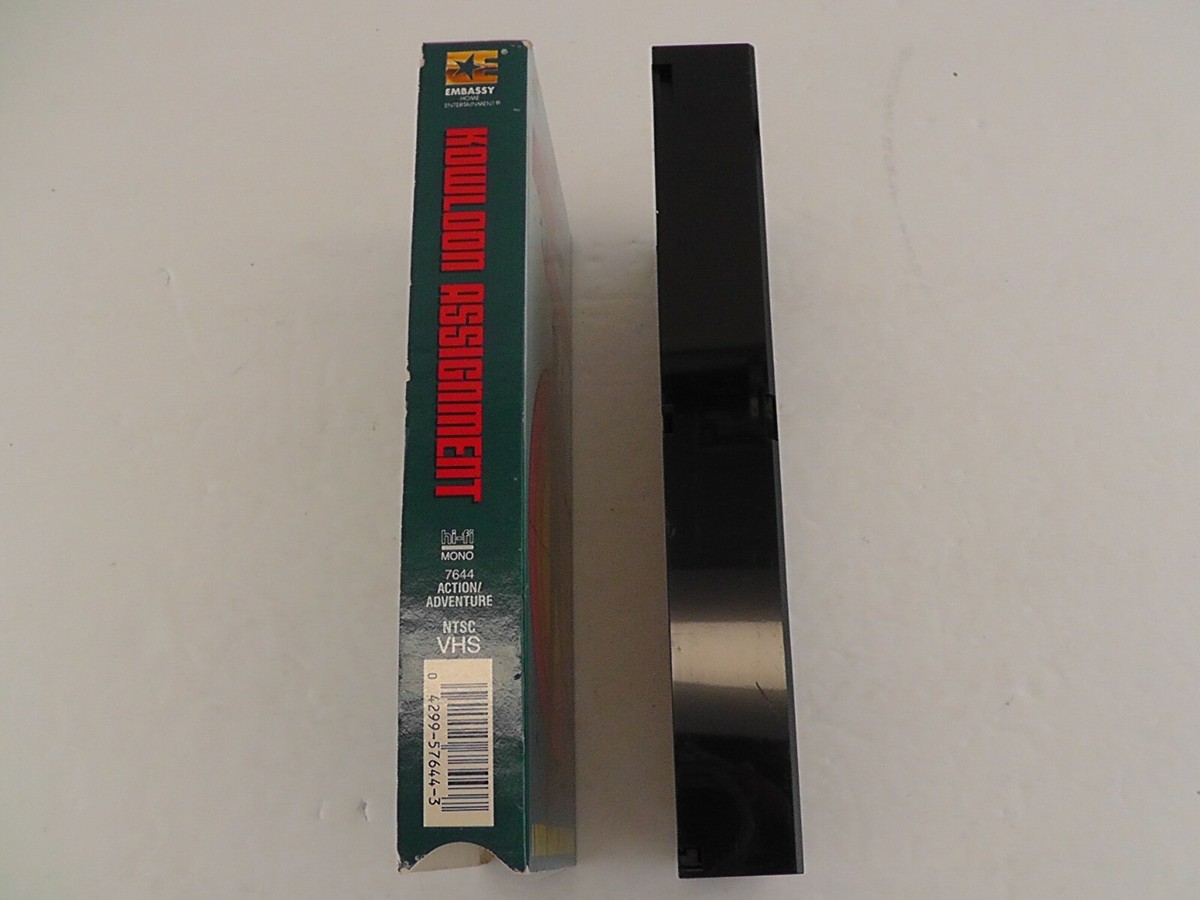 EMBASSY
HOME
ENTERTAINMENT®
KOWLOON ASSIGNMENT
hi-fi
MONO
7644
ACTION/
ADVENTURE
NTSC
VHS
0 4299-57644-3